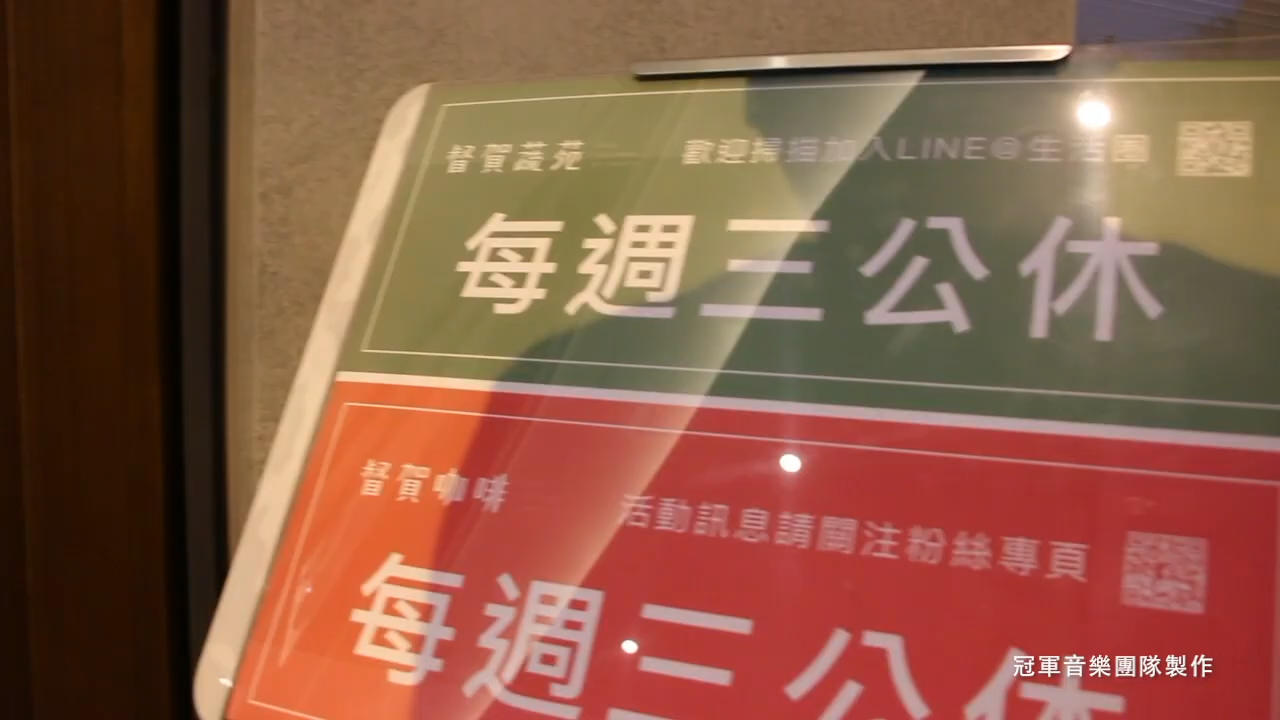 督賀蔬苑
歡迎掃描加入LINE@生活圈
每週三公休
督賀咖啡
活動訊息請關注粉絲專頁
每週三公休
冠軍音樂團隊製作